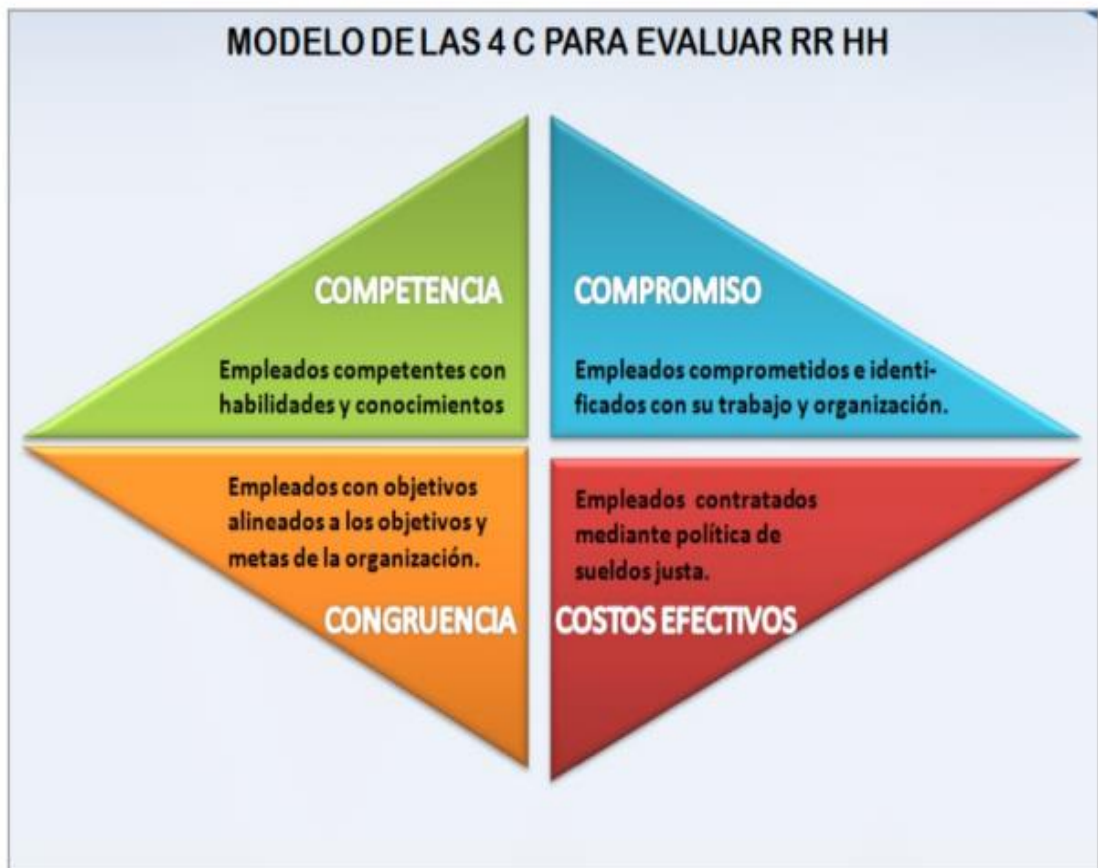 MODELO DE LAS 4 C PARA EVALUAR RR HH
COMPETENCIA
Empleados competentes con
habilidades y conocimientos
COMPROMISO
Empleados comprometidos e identi-
ficados con su trabajo y organización.
Empleados con objetivos
alineados a los objetivos y
metas de la organización.
CONGRUENCIA
Empleados contratados
mediante política de
sueldos justa.
COSTOS EFECTIVOS